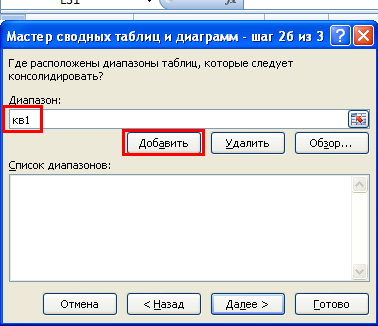 Мастер сводных таблиц и диаграмм - шаг 2б из 3
Где расположены диапазоны таблиц, которые следует
консолидировать?
Диапазон:
кв1
Добавить
Удалить
Обзор...
Список диапазонов:
Отмена
< Назад
Далее >
Готово